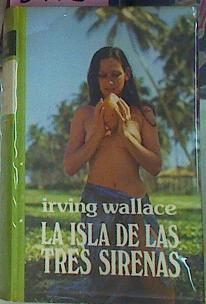 irving wallace
LA ISLA DE LAS
TRES SIRENAS